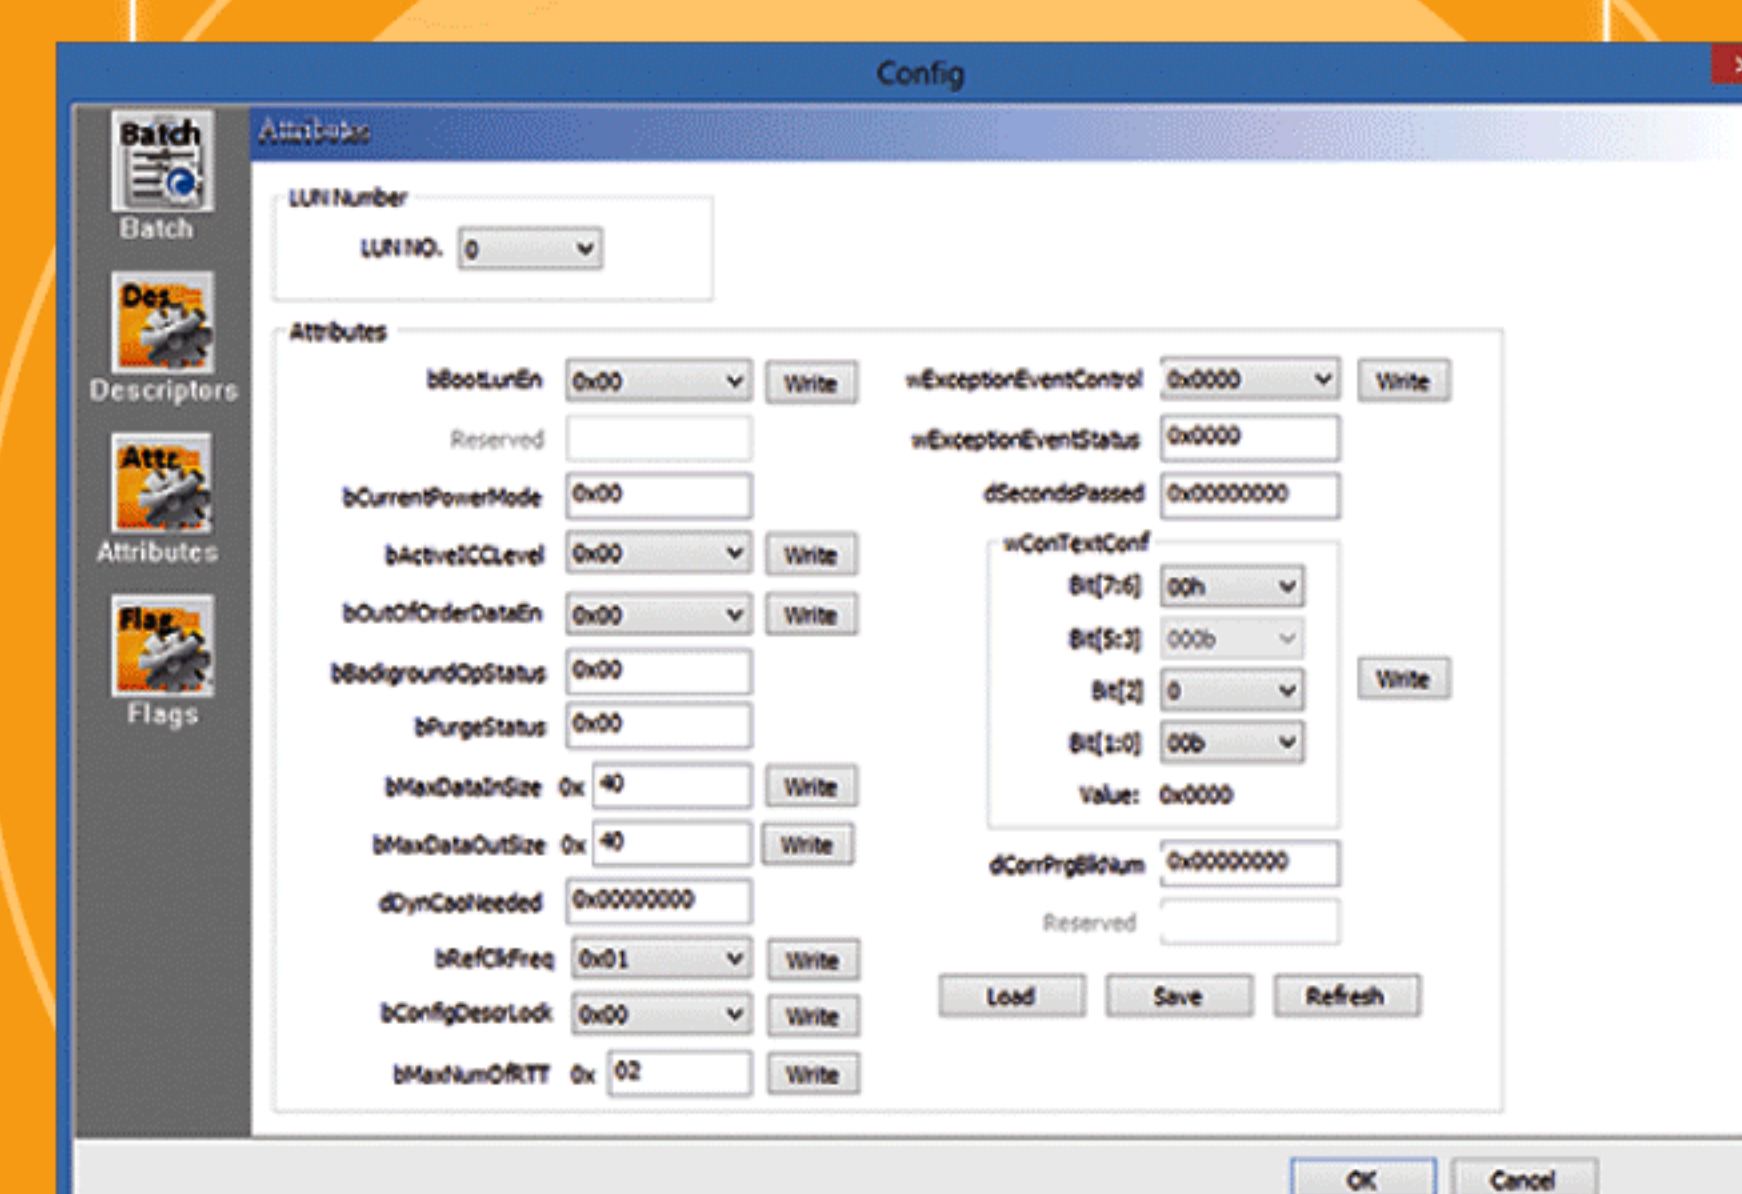 Config
Batch
Batch
Des..
Descriptors
Attr.
Attributes
Flag
Flags
Attributes
LUN Number
LUN NO. 0
Attributes
bBootLunEn 0x00 Write
Reserved
bCurrentPowerMode 0x00
bActiveICCLevel 0x00 Write
bOutOfOrderDataEn 0x00 Write
bBackgroundOpStatus 0x00
bPurgeStatus 0x00
bMaxDataInSize 0x 40 Write
bMaxDataOutSize 0x 40 Write
dDynCapNeeded 0x00000000
bRefClkFreq 0x01 Write
bConfigDescrLock 0x00 Write
bMaxNumOfRTT 0x 02 Write
wExceptionEventControl 0x0000 Write
wExceptionEventStatus 0x0000
dSecondsPassed 0x00000000
wConTextConf
Bit[7:6] 00h
Bit[5:3] 000b
Bit[2] 0
Write
Bit[1:0] 00b
Value: 0x0000
dCorrPrgBlkNum 0x00000000
Reserved
Load Save Refresh
OK Cancel